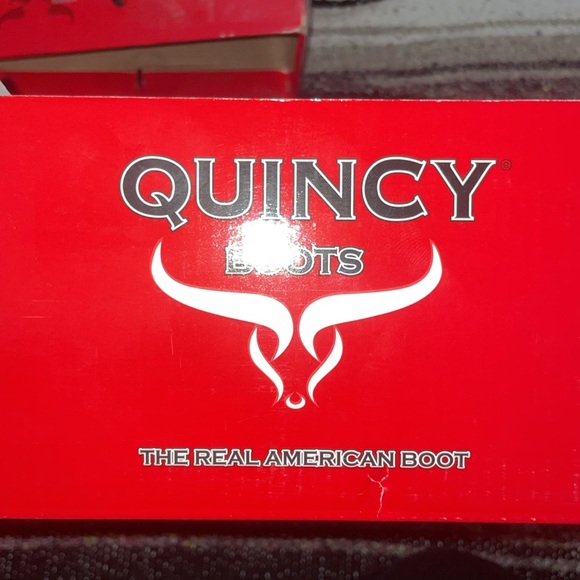 QUINCY®
BOOTS
THE REAL AMERICAN BOOT